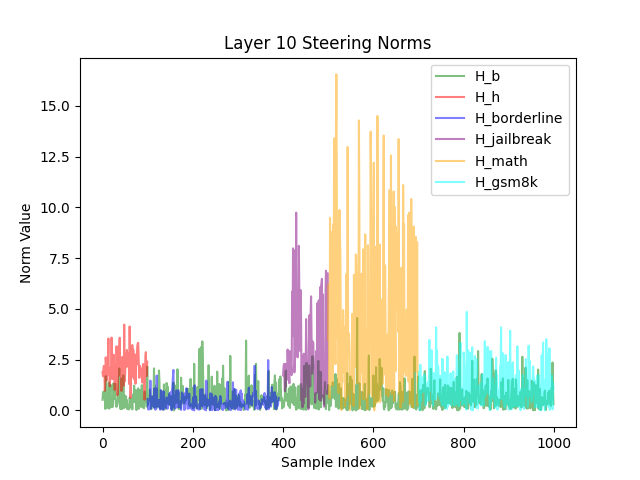 Layer 10 Steering Norms
H_b
H_h
H_borderline
H_jailbreak
H_math
H_gsm8k
Norm Value
15.0
12.5
10.0
7.5
5.0
2.5
0.0
0
200
400
600
800
1000
Sample Index